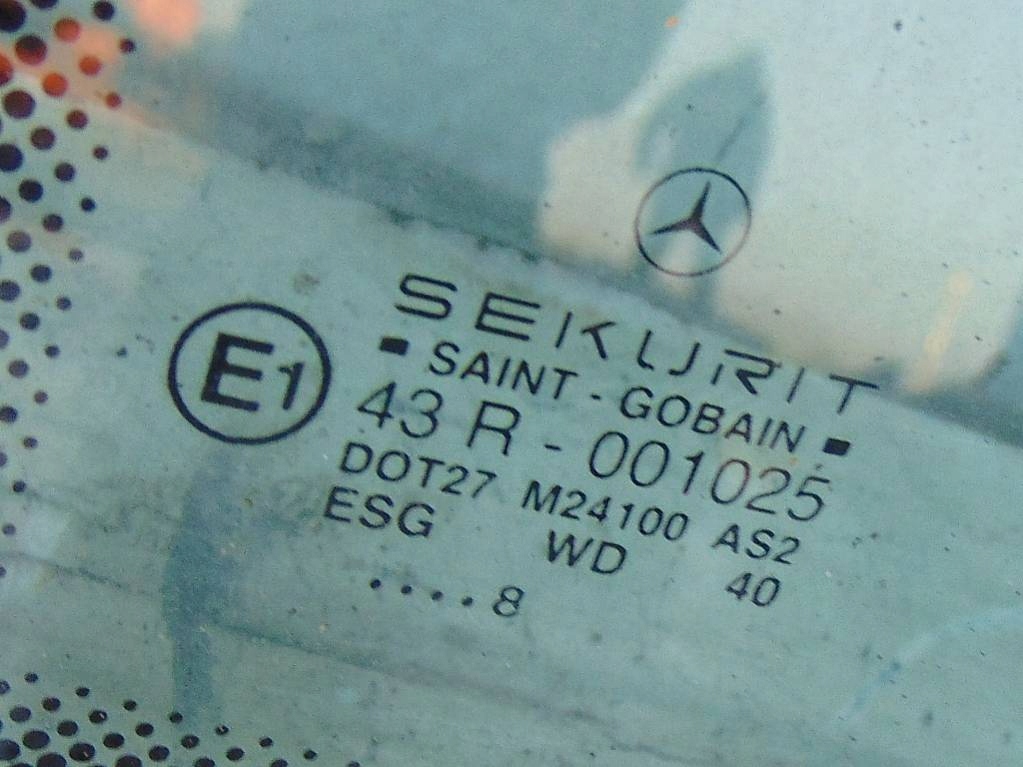 SEKURIT
▪ SAINT - GOBAIN ▪
E1
43 R - 001025
DOT27 M24100 AS2
ESG WD 40
....8